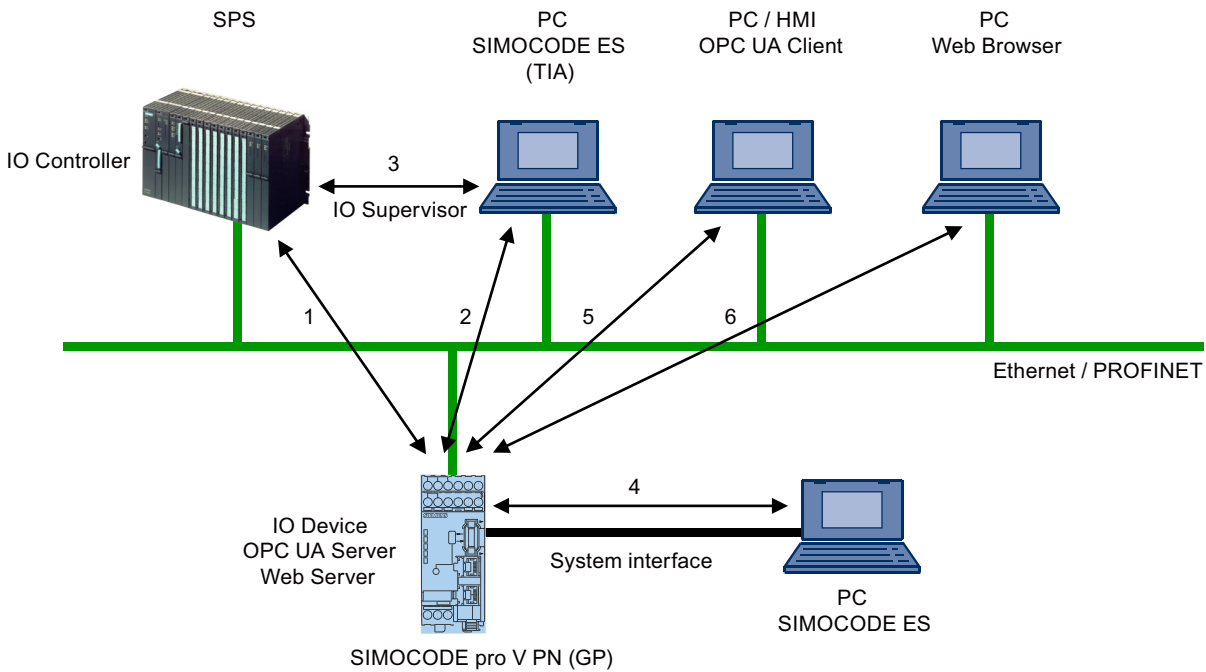 SPS
PC
SIMOCODE ES
(TIA)
PC / HMI
OPC UA Client
PC
Web Browser
IO Controller
3
IO Supervisor
1
2
5
6
Ethernet / PROFINET
4
IO Device
OPC UA Server
Web Server
System interface
PC
SIMOCODE ES
SIMOCODE pro V PN (GP)